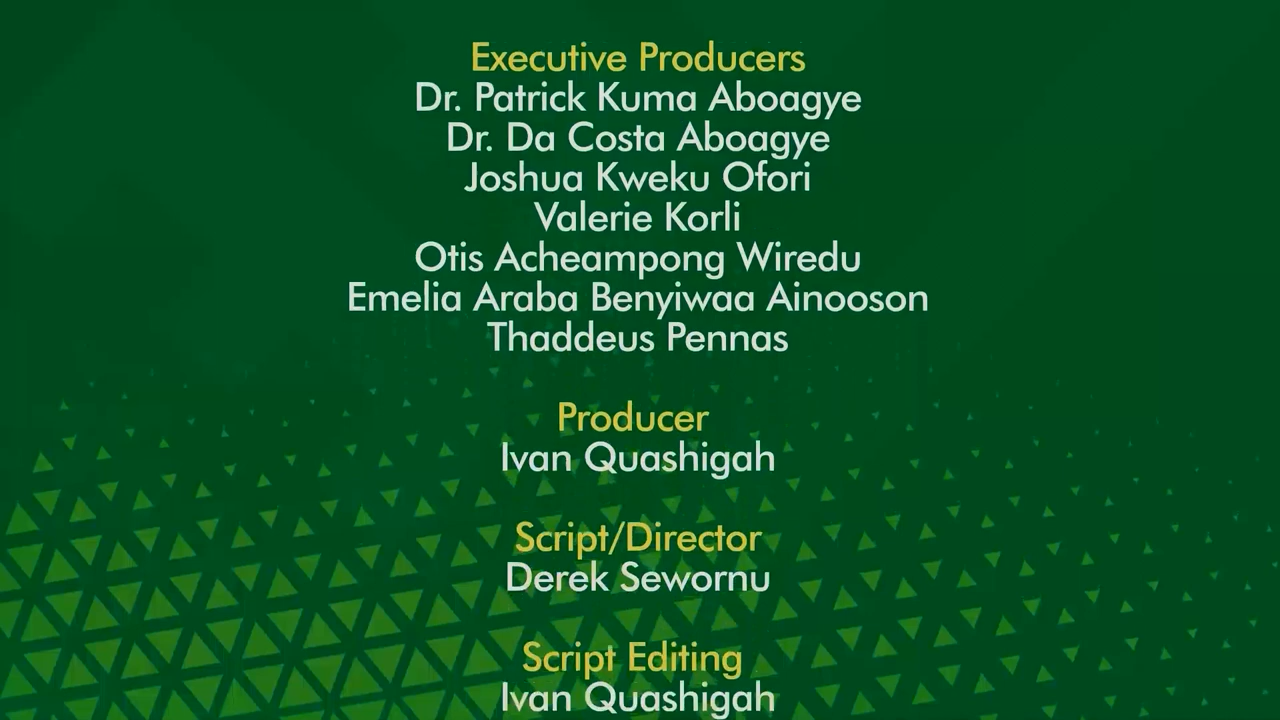 Executive Producers
Dr. Patrick Kuma Aboagye
Dr. Da Costa Aboagye
Joshua Kweku Ofori
Valerie Korli
Otis Acheampong Wiredu
Emelia Araba Benyiwaa Ainooson
Thaddeus Pennas
Producer
Ivan Quashigah
Script/Director
Derek Sewornu
Script Editing
Ivan Quashigah